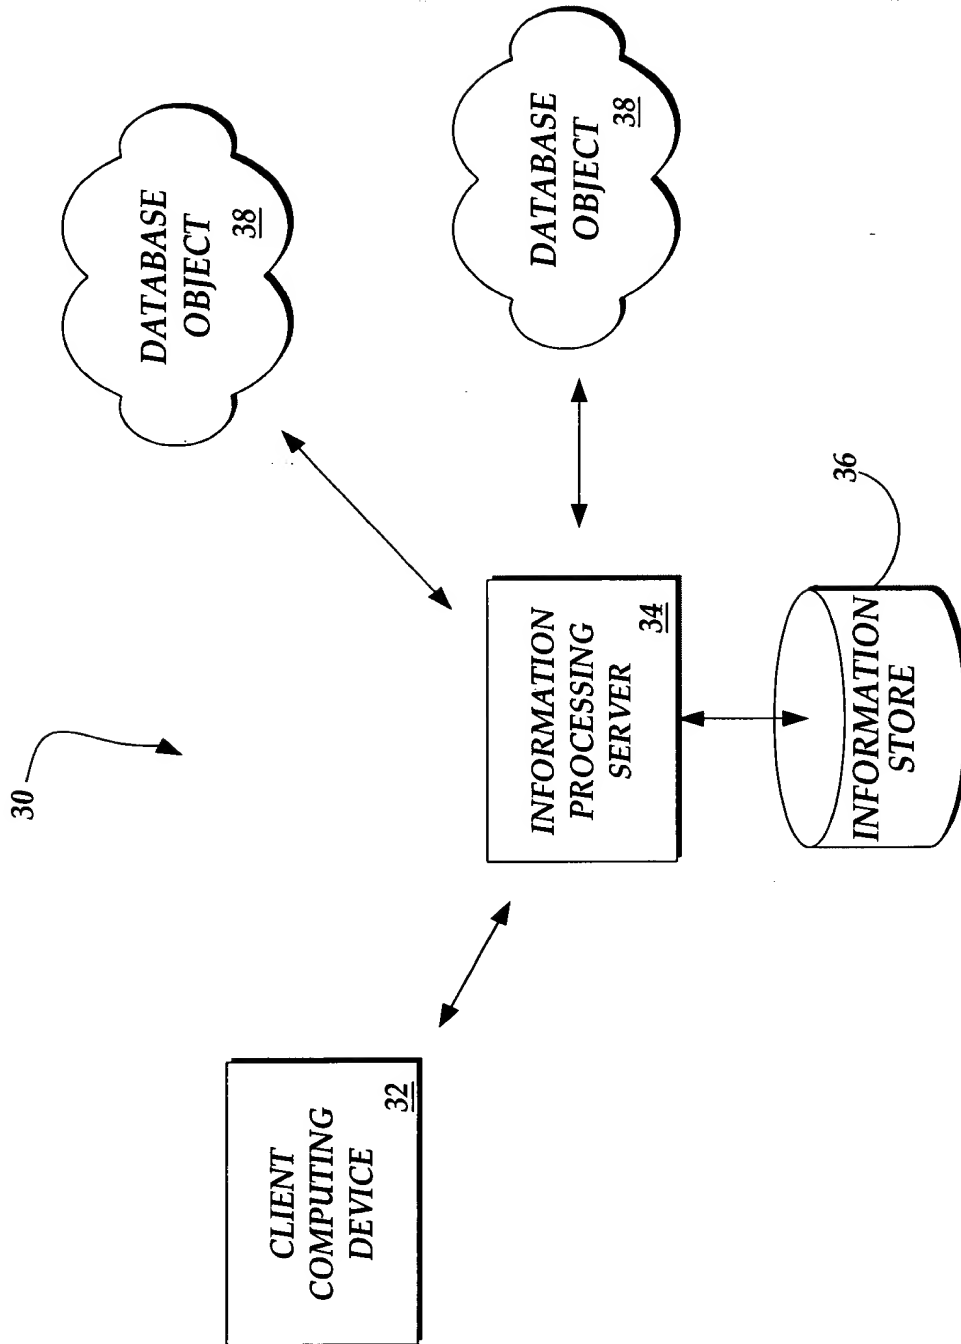 30
CLIENT
COMPUTING
DEVICE
32
INFORMATION
PROCESSING
SERVER
34
INFORMATION
STORE
36
DATABASE
OBJECT
38
DATABASE
OBJECT
38